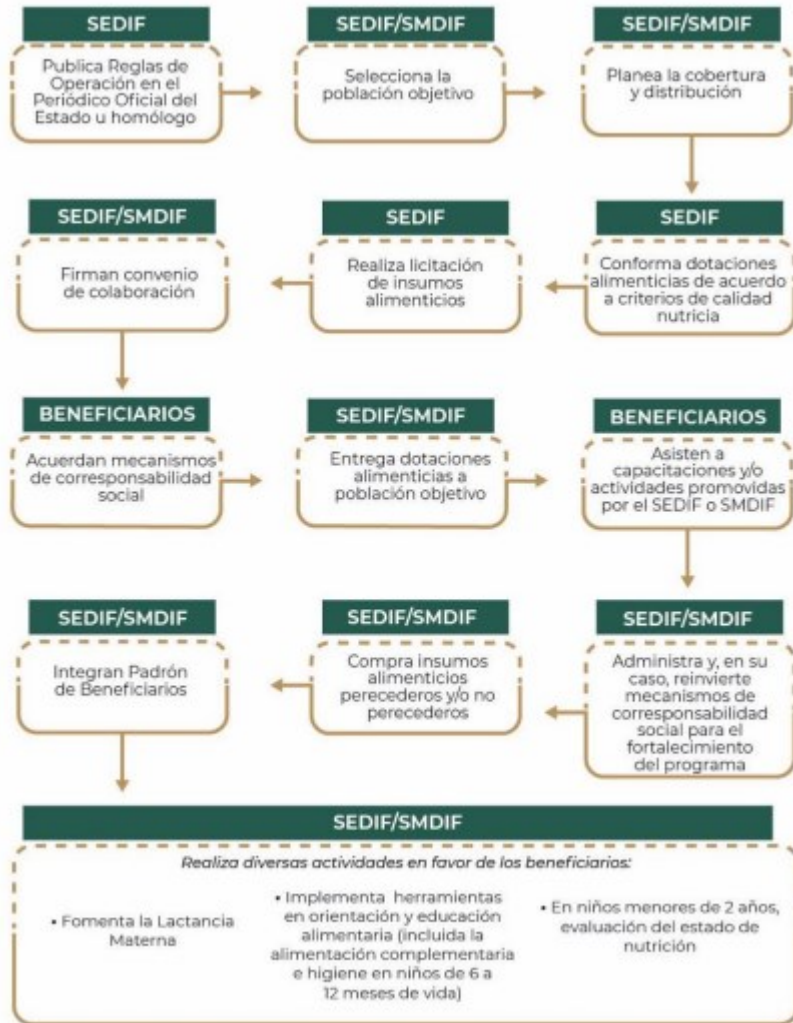 SEDIF
Publica Reglas de
Operación en el
Periódico Oficial del
Estado u homólogo
SEDIF/SMDIF
Selecciona la
población objetivo
SEDIF/SMDIF
Planea la cobertura
y distribución
SEDIF/SMDIF
Firman convenio
de colaboración
SEDIF
Realiza licitación
de insumos
alimenticios
SEDIF
Conforma dotaciones
alimenticias de acuerdo
a criterios de calidad
nutricia
BENEFICIARIOS
Acuerdan mecanismos
de corresponsabilidad
social
SEDIF/SMDIF
Entrega dotaciones
alimenticias a
población objetivo
BENEFICIARIOS
Asisten a
capacitaciones y/o
actividades promovidas
por el SEDIF o SMDIF
SEDIF/SMDIF
Integran Padrón
de Beneficiarios
SEDIF/SMDIF
Compra insumos
alimenticios
perecederos y/o no
perecederos
SEDIF/SMDIF
Administra y, en su
caso, reinvierte
mecanismos de
corresponsabilidad
social para el
fortalecimiento
del programa
SEDIF/SMDIF
Realiza diversas actividades en favor de los beneficiarios:
• Fomenta la Lactancia
Materna
• Implementa herramientas
en orientación y educación
alimentaria (incluida la
alimentación complementaria
e higiene en niños de 6 a
12 meses de vida)
• En niños menores de 2 años,
evaluación del estado de
nutrición